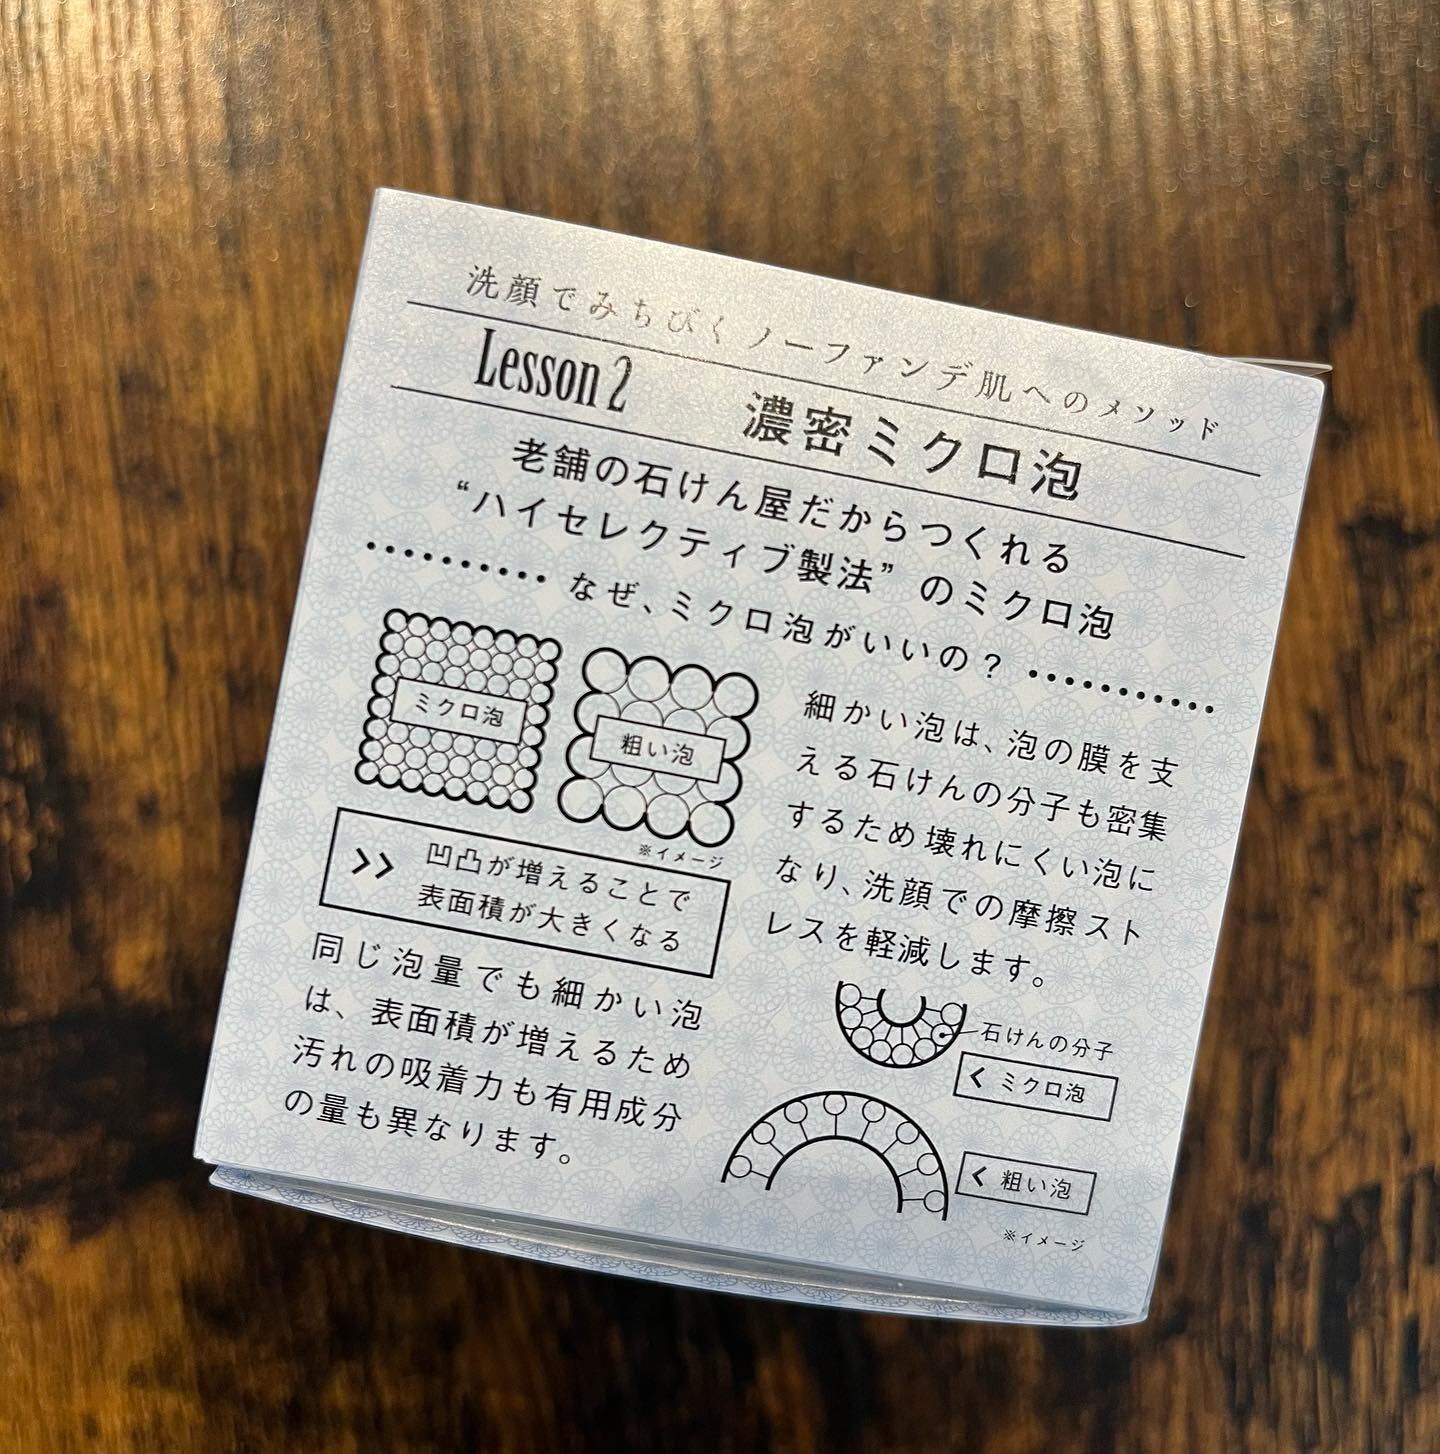 洗顔でみちびくノーファンデ肌へのメソッド
Lesson 2 濃密ミクロ泡
老舗の石けん屋だからつくれる
“ハイセレクティブ製法”のミクロ泡
なぜ、ミクロ泡がいいの？
ミクロ泡
粗い泡
※イメージ
>> 凹凸が増えることで
表面積が大きくなる
同じ泡量でも細かい泡
は、表面積が増えるため
汚れの吸着力も有用成分
の量も異なります。
細かい泡は、泡の膜を支
える石けんの分子も密集
するため壊れにくい泡に
なり、洗顔での摩擦スト
レスを軽減します。
石けんの分子
< ミクロ泡
< 粗い泡
※イメージ